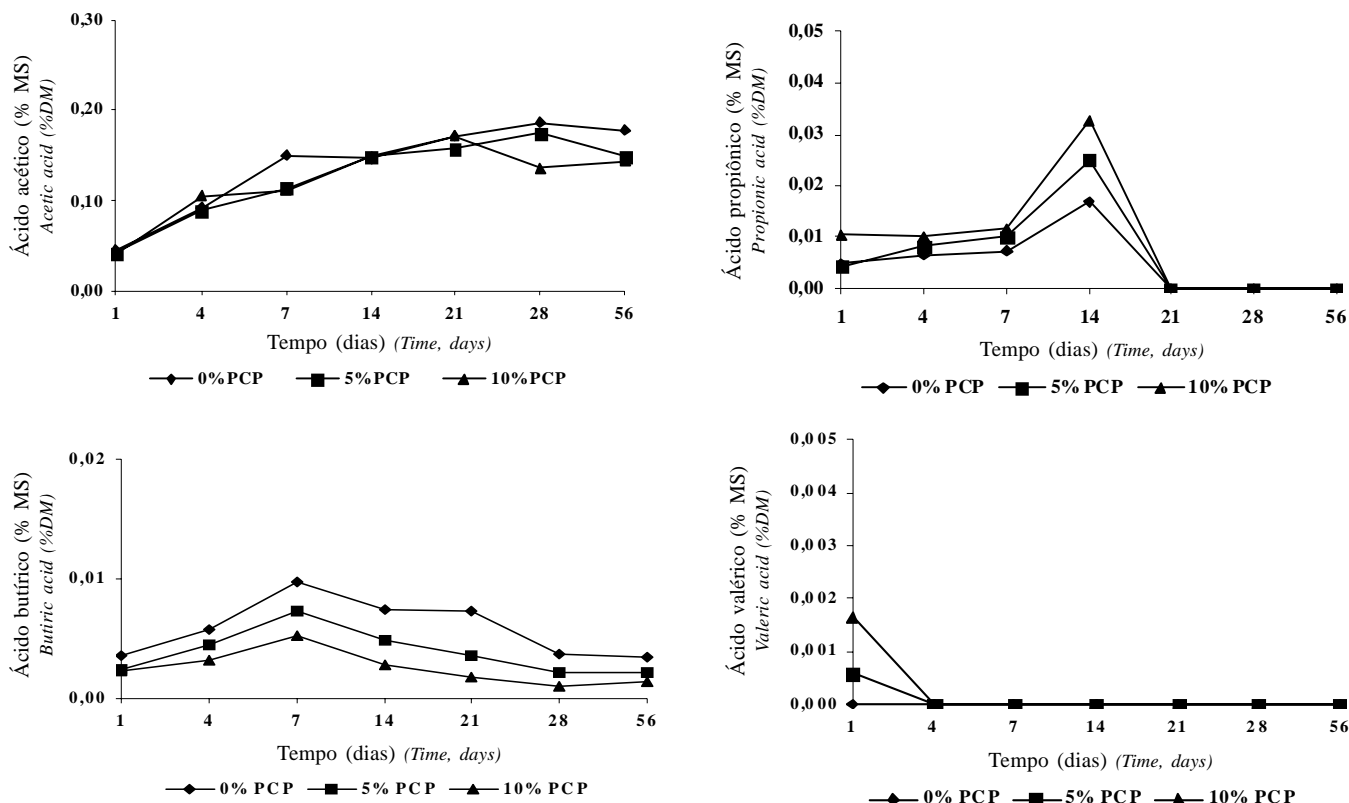 Ácido acético (% MS)
Acetic acid (%DM)
0,30
0,20
0,10
0,00
1 4 7 14 21 28 56
Tempo (dias) (Time, days)
0%PCP 5%PCP 10%PCP
Ácido propiônico (% MS)
Propionic acid (%DM)
0,05
0,04
0,03
0,02
0,01
0,00
1 4 7 14 21 28 56
Tempo (dias) (Time, days)
0% PCP 5% PCP 10% PCP
Ácido butírico (% MS)
Butiric acid (%DM)
0,02
0,01
0,00
1 4 7 14 21 28 56
Tempo (dias) (Time, days)
0% PCP 5% PCP 10% PCP
Ácido valérico (% MS)
Valeric acid (%DM)
0,005
0,004
0,003
0,002
0,001
0,000
1 4 7 14 21 28 56
Tempo (dias) (Time, days)
0% PCP 5% PCP 10% PCP